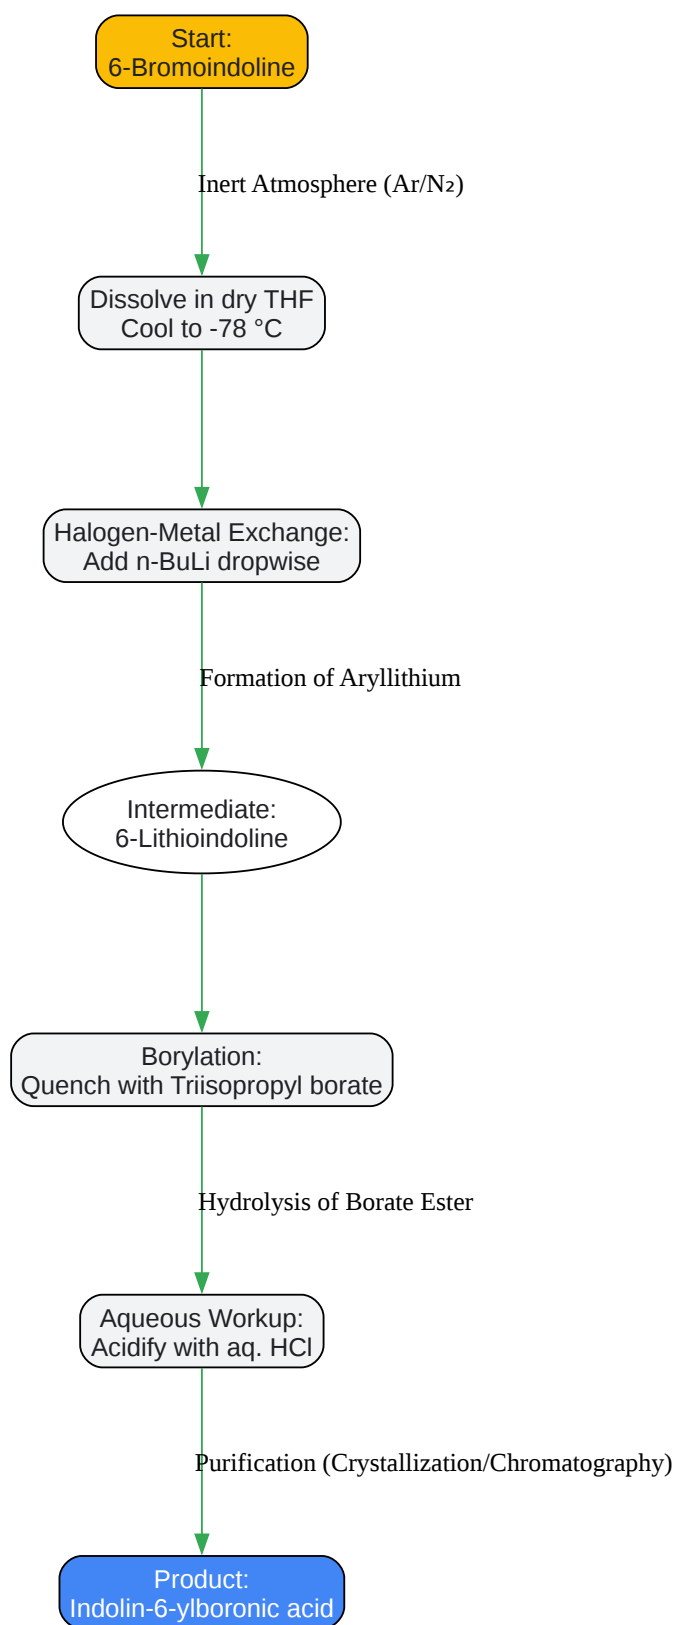 Start:
6-Bromoindoline
Inert Atmosphere (Ar/N₂)
Dissolve in dry THF
Cool to -78 °C
Halogen-Metal Exchange:
Add n-BuLi dropwise
Formation of Aryllithium
Intermediate:
6-Lithioindoline
Borylation:
Quench with Triisopropyl borate
Hydrolysis of Borate Ester
Aqueous Workup:
Acidify with aq. HCl
Purification (Crystallization/Chromatography)
Product:
Indolin-6-ylboronic acid